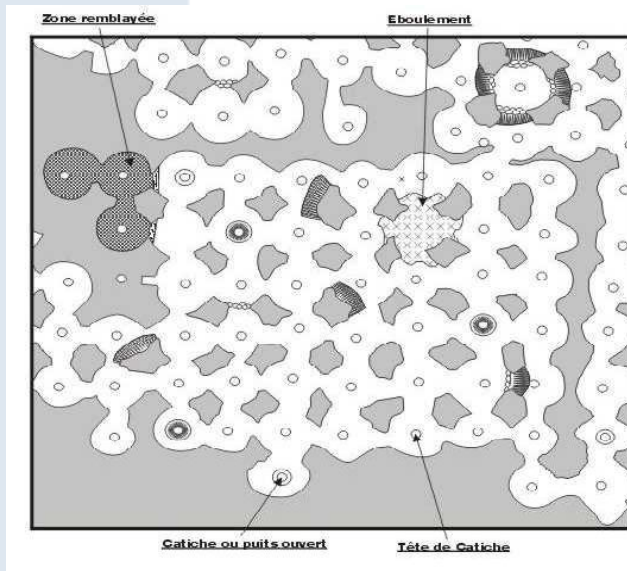 Zone remblayée
Eboulement
Catiche ou puits ouvert
Tête de Catiche